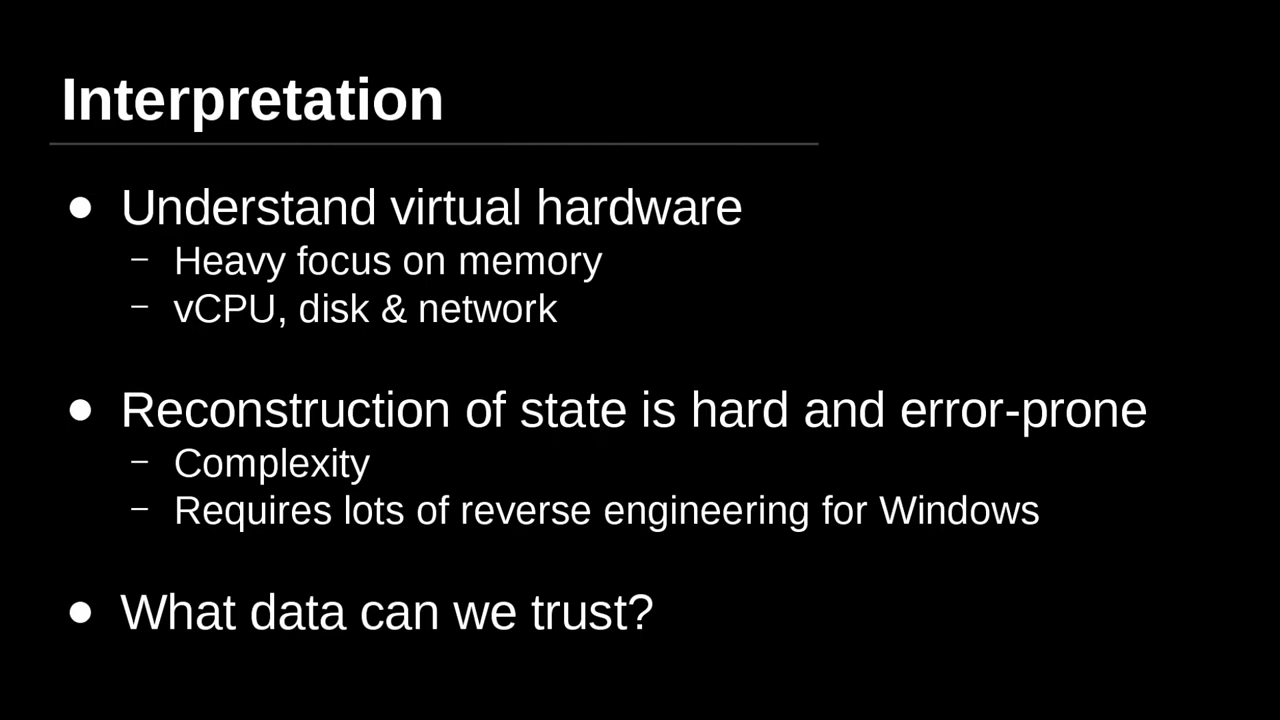 Interpretation
● Understand virtual hardware
– Heavy focus on memory
– vCPU, disk & network
● Reconstruction of state is hard and error-prone
– Complexity
– Requires lots of reverse engineering for Windows
● What data can we trust?